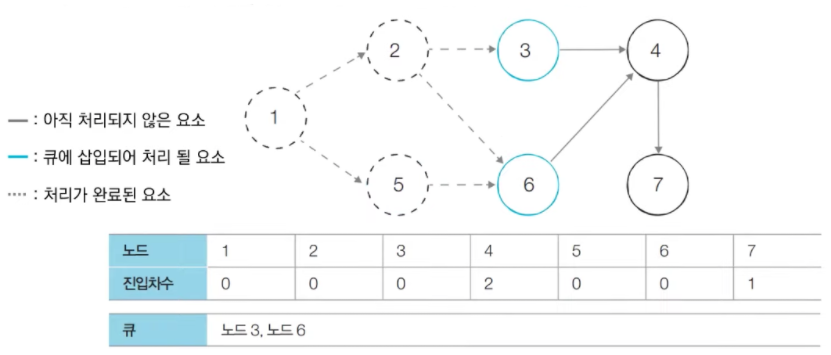 2
3
4
1
5
6
7
: 아직 처리되지 않은 요소
: 큐에 삽입되어 처리 될 요소
: 처리가 완료된 요소
노드 1 2 3 4 5 6 7
진입차수 0 0 0 2 0 0 1
큐 노드 3, 노드 6